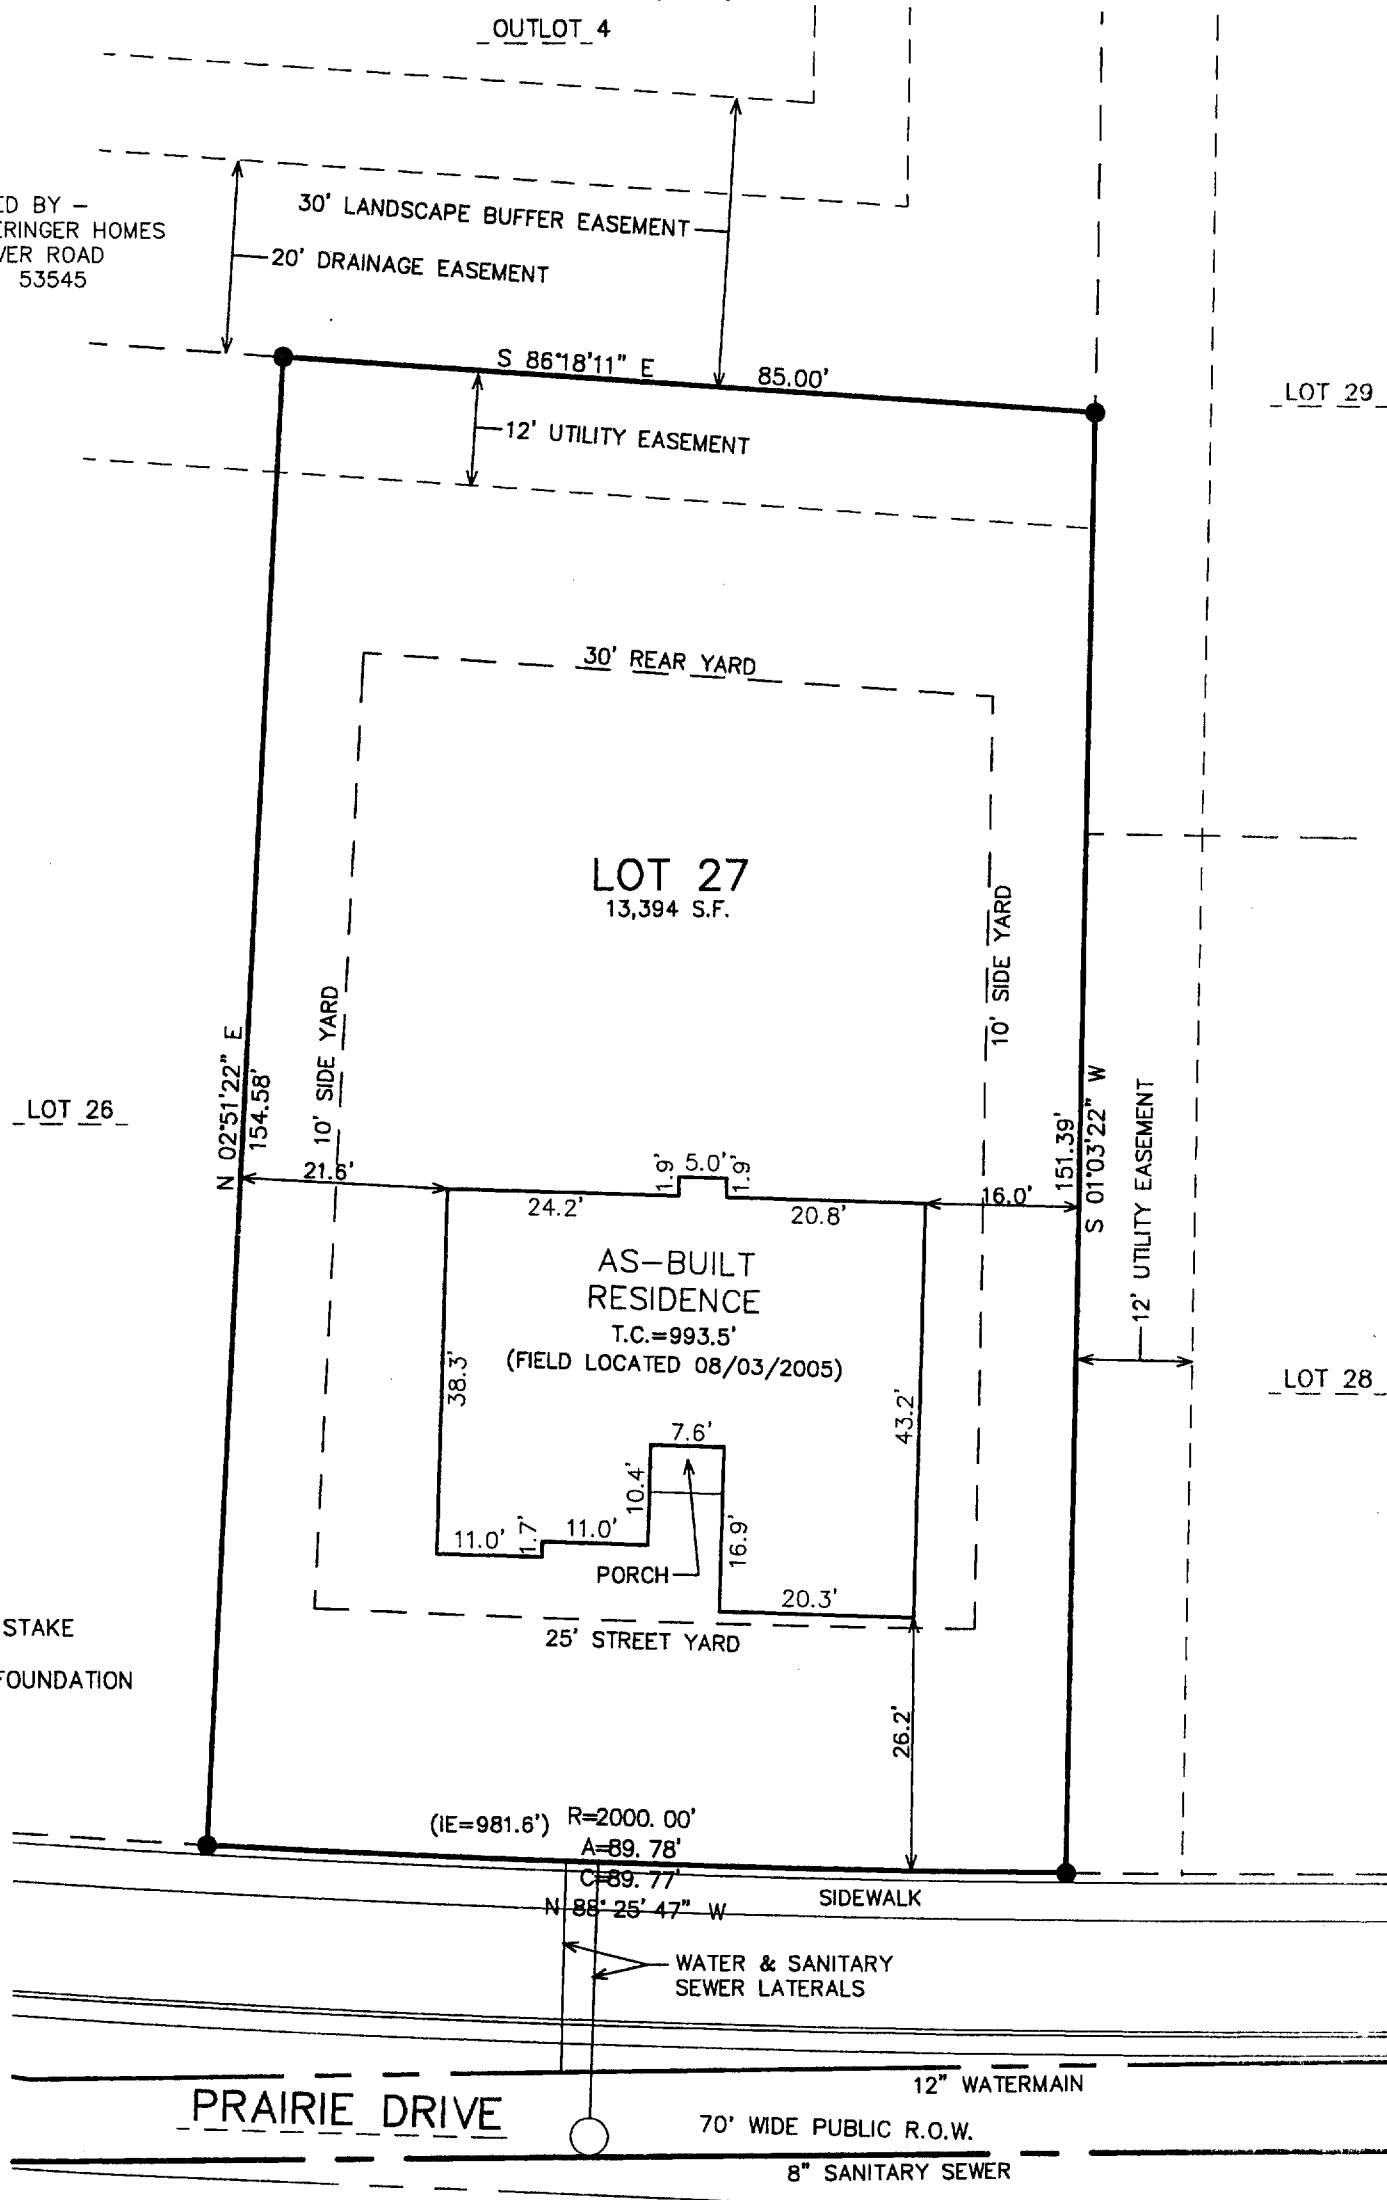 OUTLOT 4
ED BY –
ERINGER HOMES
VER ROAD
53545
30' LANDSCAPE BUFFER EASEMENT
20' DRAINAGE EASEMENT
S 86°18'11" E
85.00'
LOT 29
12' UTILITY EASEMENT
30' REAR YARD
LOT 27
13,394 S.F.
10' SIDE YARD
10' SIDE YARD
N 02°51'22" E
154.58'
LOT 26
151.39'
S 01°03'22" W
12' UTILITY EASEMENT
21.6'
1.9'
5.0'
1.9'
24.2'
20.8'
16.0'
AS–BUILT
RESIDENCE
T.C.=993.5'
(FIELD LOCATED 08/03/2005)
38.3'
43.2'
LOT 28
7.6'
10.4'
11.0'
1.7'
11.0'
16.9'
PORCH
20.3'
STAKE
25' STREET YARD
FOUNDATION
26.2'
(IE=981.6')
R=2000.00'
A=89.78'
C=89.77'
N 88°25'47" W
SIDEWALK
WATER & SANITARY
SEWER LATERALS
12" WATERMAIN
PRAIRIE DRIVE
70' WIDE PUBLIC R.O.W.
8" SANITARY SEWER